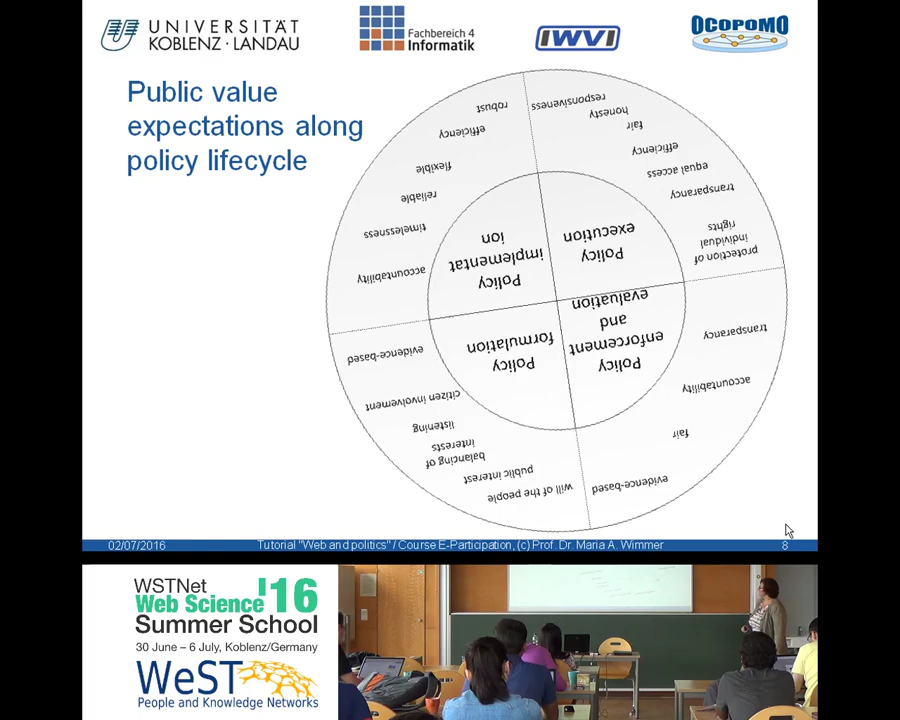 UNIVERSITÄT
KOBLENZ · LANDAU
Fachbereich 4
Informatik
IWVI
OCOPOMO
Public value
expectations along
policy lifecycle
robust
efficiency
flexible
reliable
timelessness
accountability
responsiveness
honesty
fair
efficiency
equal access
transparency
protection of
individual
rights
Policy
implementat
ion
Policy
execution
Policy
formulation
Policy
enforcement
and
evaluation
evidence-based
citizen involvement
listening
balancing of
interests
public interest
will of the people
transparency
accountability
fair
evidence-based
02/07/2016
Tutorial "Web and politics" / Course E-Participation, (c) Prof. Dr. Maria A. Wimmer
8
WSTNet
Web Science '16
Summer School
30 June – 6 July, Koblenz/Germany
WeST
People and Knowledge Networks